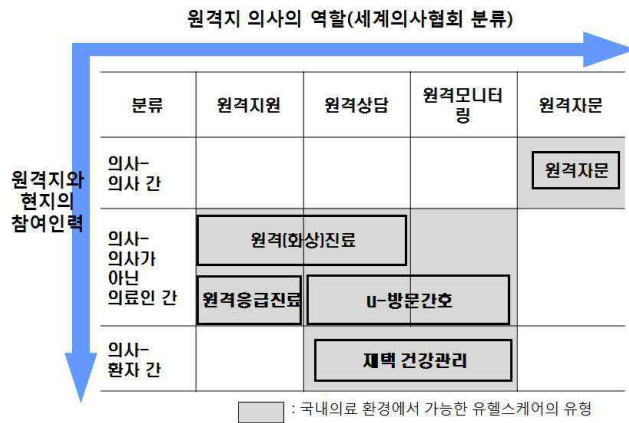 원격지 의사의 역할(세계의사협회 분류)
분류 원격지원 원격상담 원격모니터
링 원격자문
원격지와
현지의
참여인력
의사-
의사 간
원격자문
의사-
의사가
아닌
의료인 간
원격(화상)진료
원격응급진료 u-방문간호
의사-
환자 간
재택 건강관리
: 국내의료 환경에서 가능한 유헬스케어의 유형